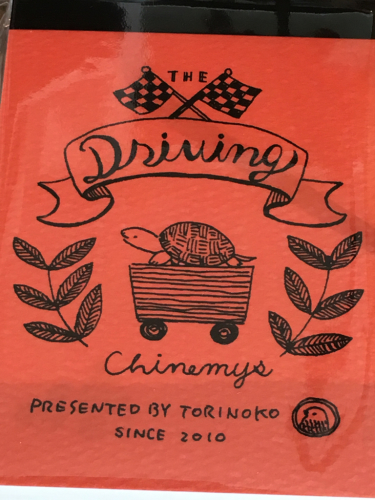 THE
Driving
Chinemys
PRESENTED BY TORINOKO
SINCE 2010